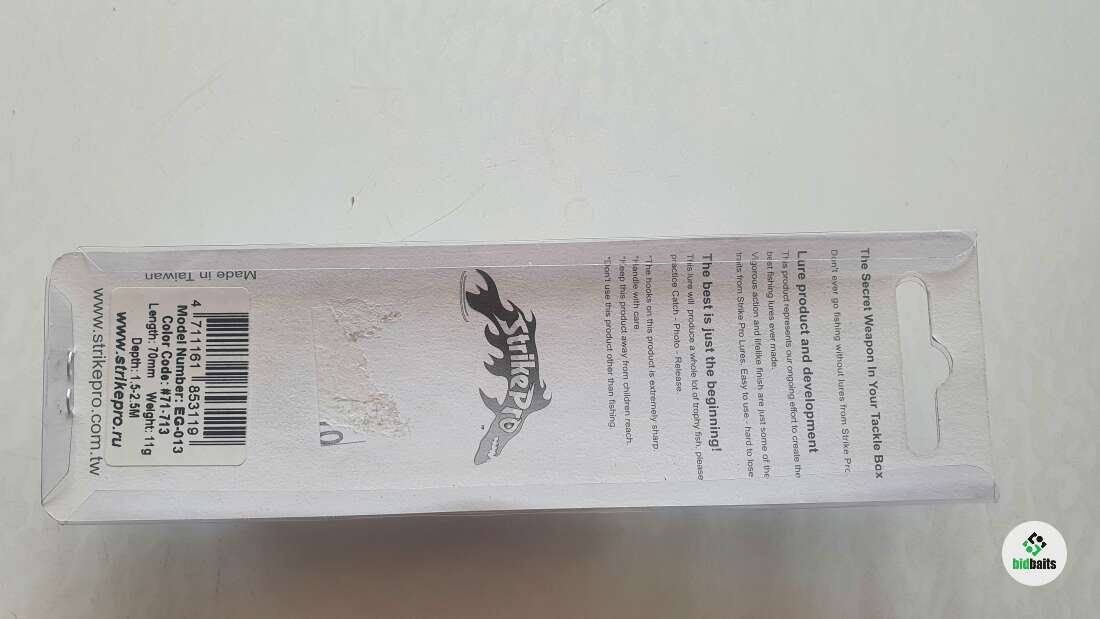 The Secret Weapon In Your Tackle Box
Don't ever go fishing without lures from Strike Pro.
Lure product and development
This product represents our ongoing effort to create the
best fishing lures ever made.
Vigorous action and lifelike finish are just some of the
traits from Strike Pro Lures. Easy to use - hard to lose
The best is just the beginning!
This lure will produce a whole lot of trophy fish, please
practice Catch - Photo - Release.
*The hooks on this product is extremely sharp.
*Handle with care.
*Keep this product away from children reach.
*Don't use this product other than fishing.
Strike Pro
4 711161 853119
Model Number: EG-013
Color Code: #71-713
Length: 70mm Weight: 11g
Depth: 1.5-2.5M
www.strikepro.ru
www.strikepro.com.tw
Made in Taiwan
bidbaits